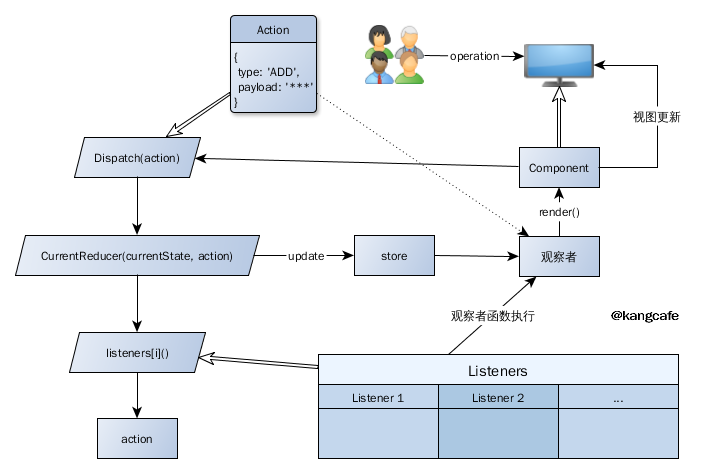 Action
{
type: 'ADD',
payload: '***'
}
operation
视图更新
Dispatch(action)
Component
render()
CurrentReducer(currentState, action)
update
store
观察者
观察者函数执行
@kangcafe
listeners[i]()
Listeners
Listener 1
Listener 2
...
action